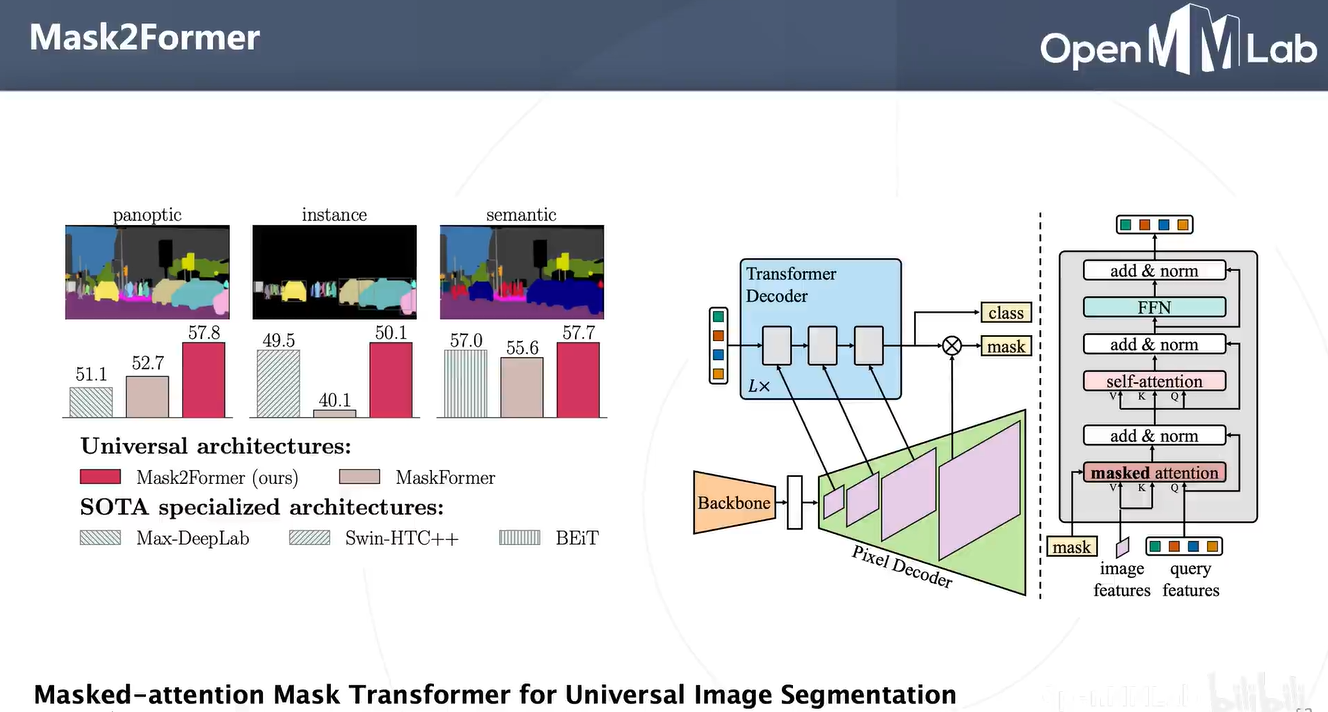 Mask2Former
OpenMMLab
panoptic
instance
semantic
51.1
52.7
57.8
49.5
40.1
50.1
57.0
55.6
57.7
Universal architectures:
Mask2Former (ours)
MaskFormer
SOTA specialized architectures:
Max-DeepLab
Swin-HTC++
BEiT
Transformer
Decoder
L×
class
mask
Backbone
Pixel Decoder
add & norm
FFN
add & norm
self-attention
V K Q
add & norm
masked attention
V K Q
mask
image
features
query
features
Masked-attention Mask Transformer for Universal Image Segmentation
bilibili